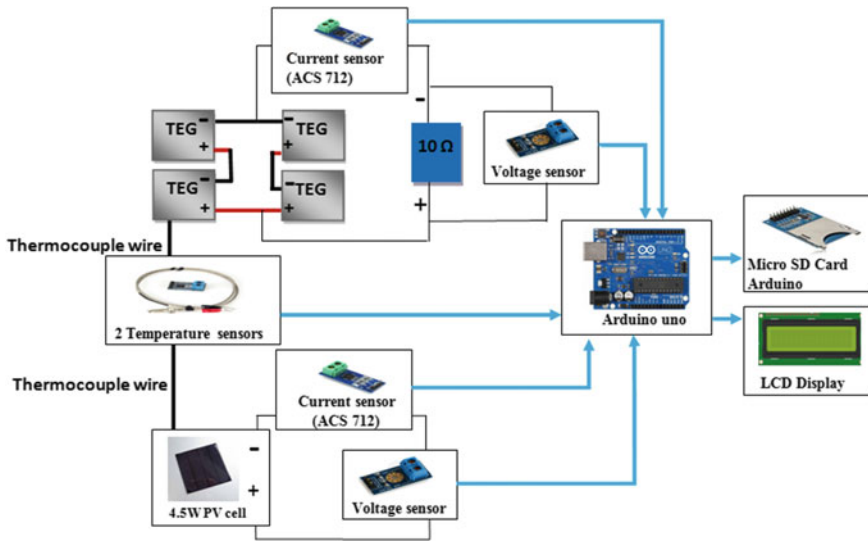 Current sensor
(ACS 712)
TEG
-
+
-
TEG
+
TEG
-
+
-
TEG
+
-
10 Ω
+
Voltage sensor
Thermocouple wire
2 Temperature sensors
Thermocouple wire
Arduino uno
Micro SD Card
Arduino
LCD Display
Current sensor
(ACS 712)
-
+
4.5W PV cell
Voltage sensor